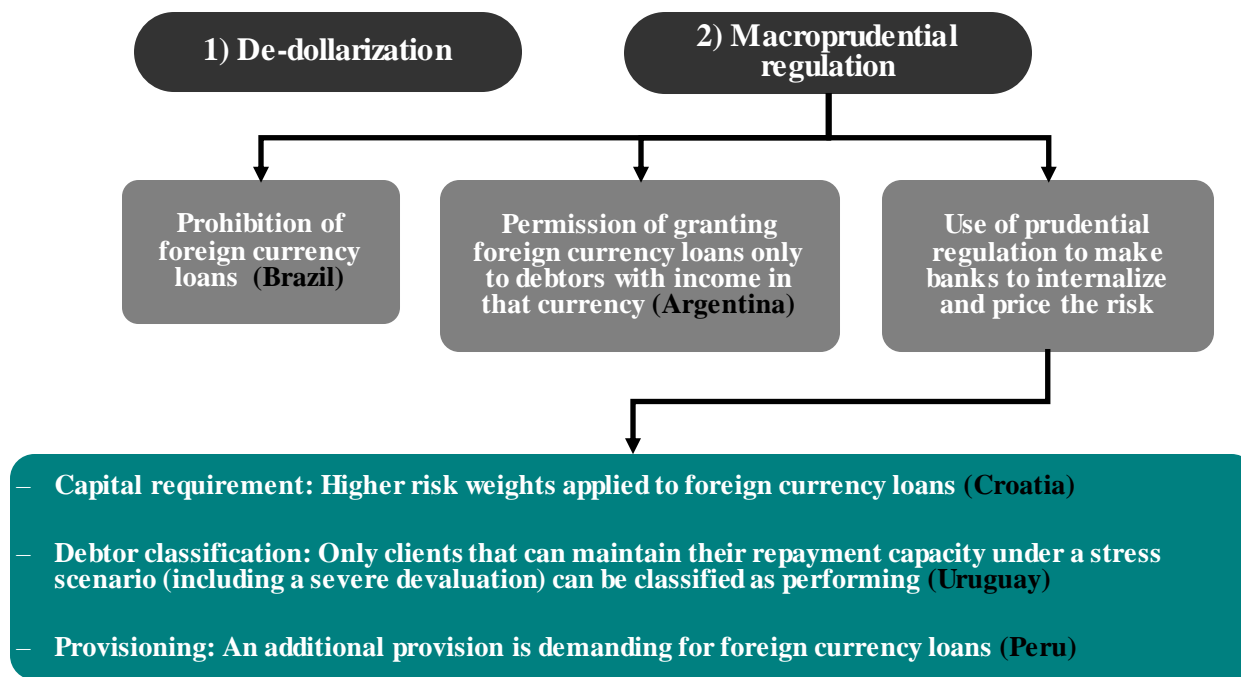 1) De-dollarization
2) Macroprudential
regulation
Prohibition of
foreign currency
loans (Brazil)
Permission of granting
foreign currency loans only
to debtors with income in
that currency (Argentina)
Use of prudential
regulation to make
banks to internalize
and price the risk
– Capital requirement: Higher risk weights applied to foreign currency loans (Croatia)
– Debtor classification: Only clients that can maintain their repayment capacity under a stress
scenario (including a severe devaluation) can be classified as performing (Uruguay)
– Provisioning: An additional provision is demanding for foreign currency loans (Peru)